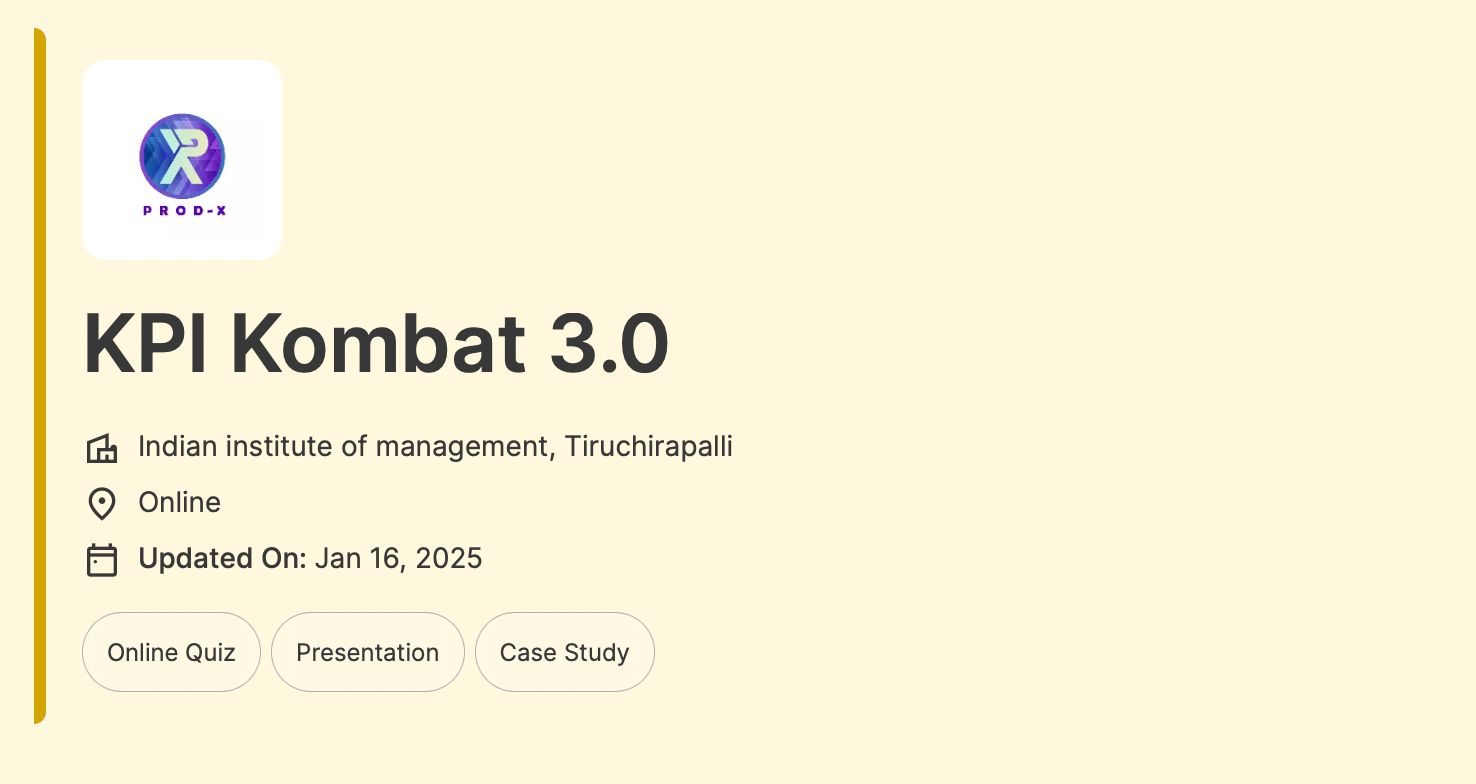 PROD-X
KPI Kombat 3.0
Indian institute of management, Tiruchirapalli
Online
Updated On: Jan 16, 2025
Online Quiz Presentation Case Study